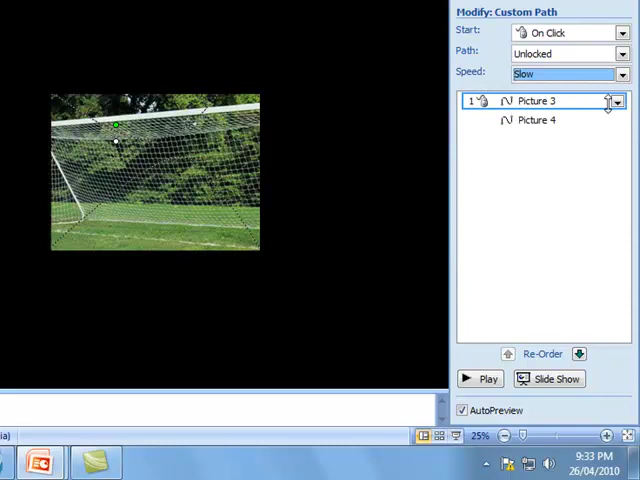 Modify: Custom Path
Start: On Click
Path: Unlocked
Speed: Slow
1 Picture 3
Picture 4
Re-Order
Play Slide Show
AutoPreview
ia) 25%
9:33 PM
26/04/2010